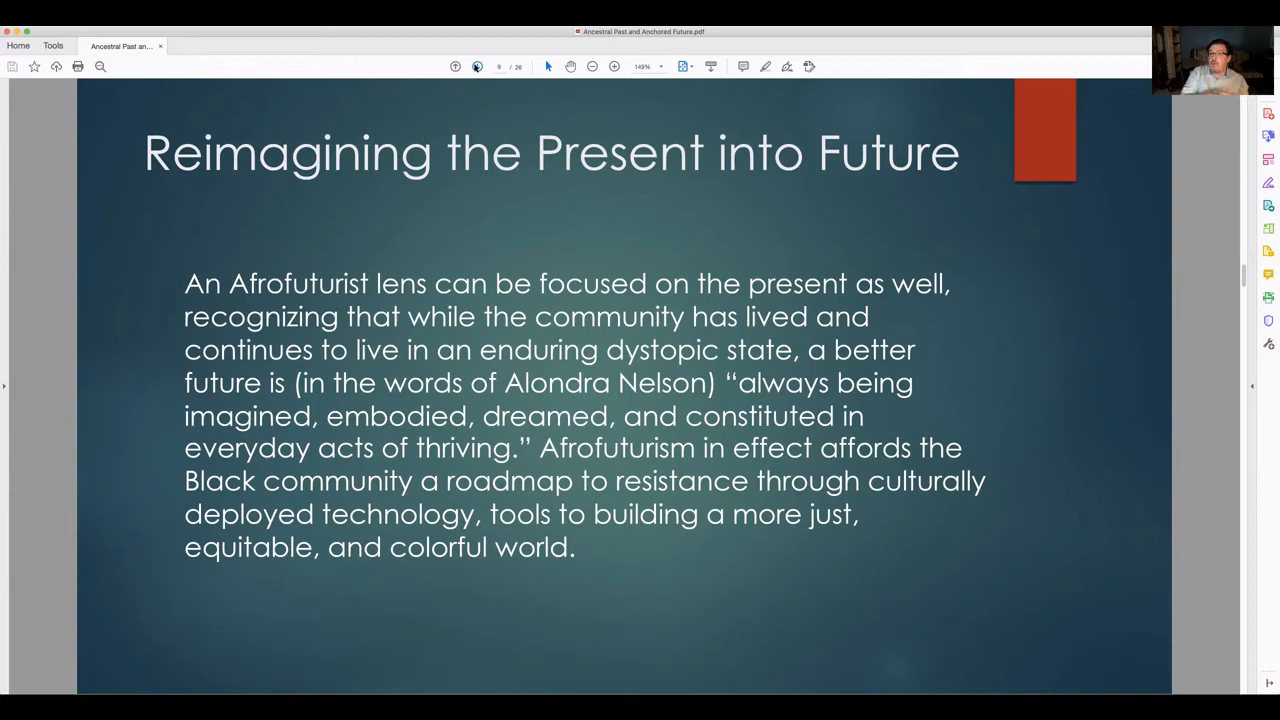 Ancestral Past and Anchored Future.pdf
Home Tools Ancestral Past an... ×
9 / 26 149%
Reimagining the Present into Future
An Afrofuturist lens can be focused on the present as well,
recognizing that while the community has lived and
continues to live in an enduring dystopic state, a better
future is (in the words of Alondra Nelson) “always being
imagined, embodied, dreamed, and constituted in
everyday acts of thriving.” Afrofuturism in effect affords the
Black community a roadmap to resistance through culturally
deployed technology, tools to building a more just,
equitable, and colorful world.